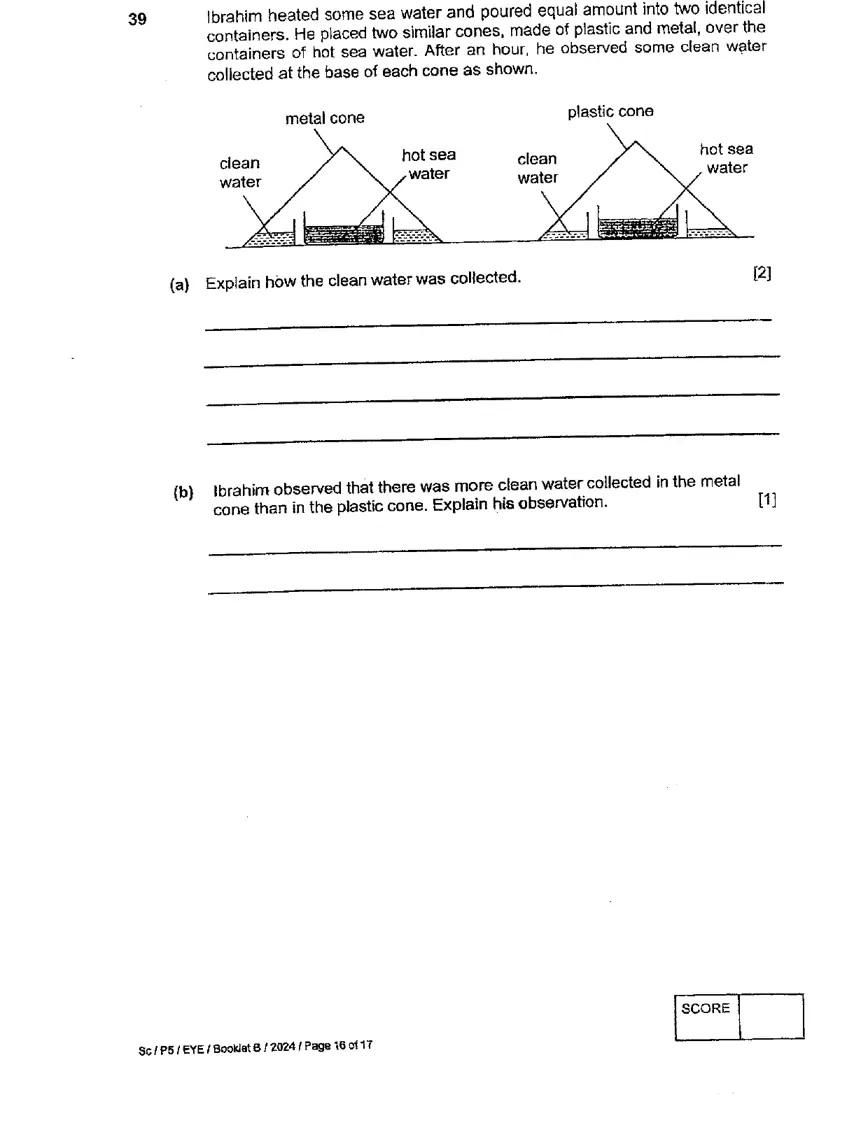 39 Ibrahim heated some sea water and poured equal amount into two identical
containers. He placed two similar cones, made of plastic and metal, over the
containers of hot sea water. After an hour, he observed some clean water
collected at the base of each cone as shown.
metal cone
plastic cone
clean
water
hot sea
water
clean
water
hot sea
water
(a) Explain how the clean water was collected. [2]
(b) Ibrahim observed that there was more clean water collected in the metal
cone than in the plastic cone. Explain his observation. [1]
SCORE
Sc / P5 / EYE / Booklet B / 2024 / Page 16 of 17